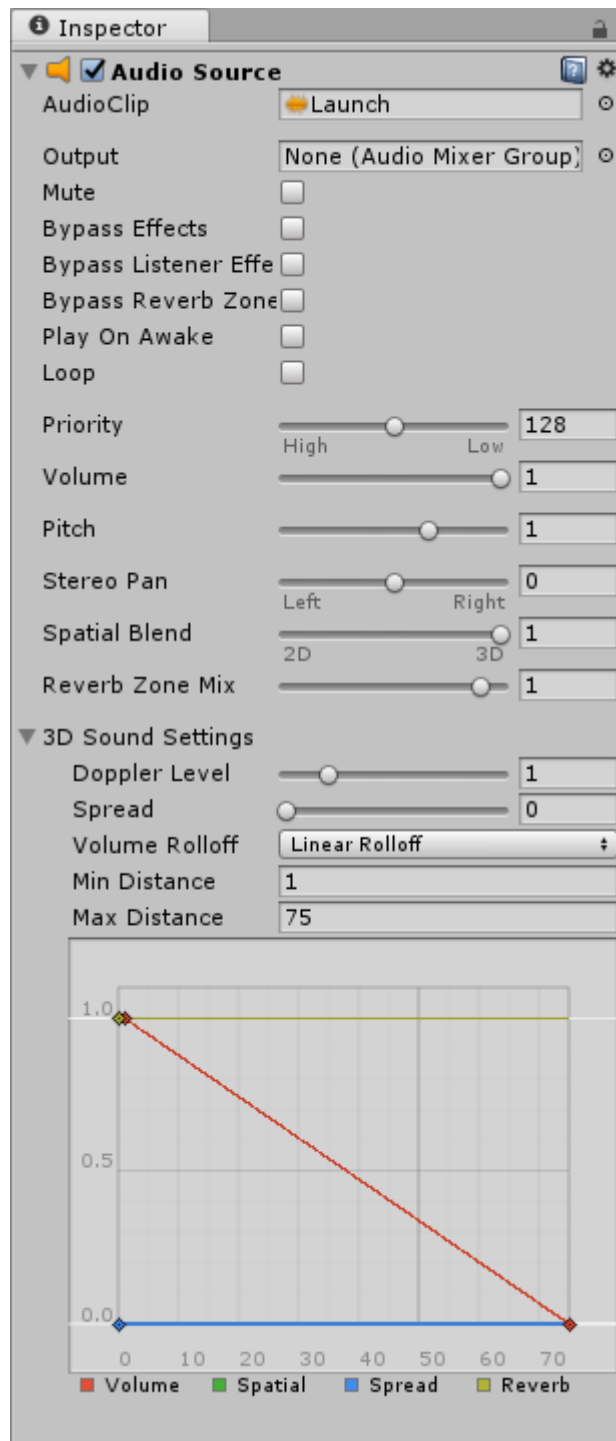 Inspector
Audio Source
AudioClip Launch
Output None (Audio Mixer Group)
Mute
Bypass Effects
Bypass Listener Effe
Bypass Reverb Zone
Play On Awake
Loop
Priority 128
High Low
Volume 1
Pitch 1
Stereo Pan 0
Left Right
Spatial Blend 1
2D 3D
Reverb Zone Mix 1
3D Sound Settings
Doppler Level 1
Spread 0
Volume Rolloff Linear Rolloff
Min Distance 1
Max Distance 75
1.0
0.5
0.0
0 10 20 30 40 50 60 70
Volume Spatial Spread Reverb